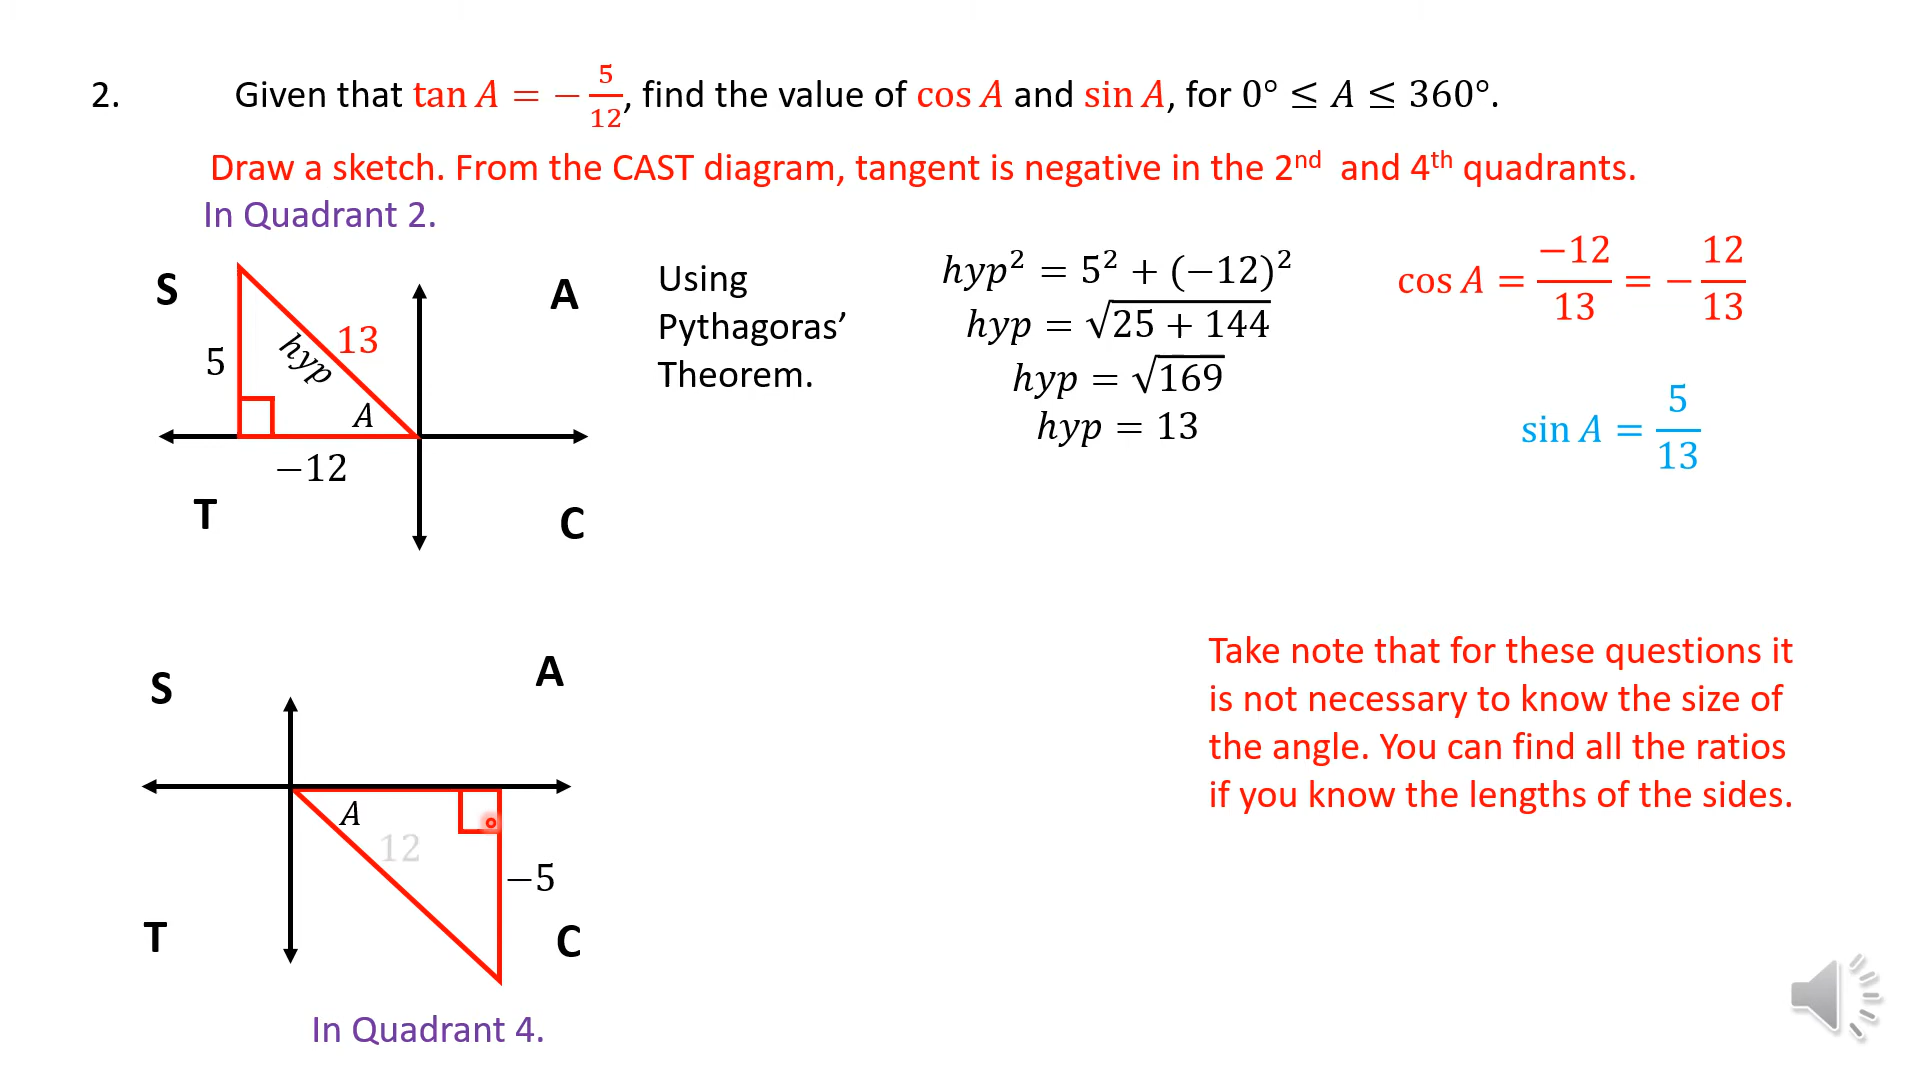 2. Given that tan A = −5/12, find the value of cos A and sin A, for 0° ≤ A ≤ 360°.
Draw a sketch. From the CAST diagram, tangent is negative in the 2nd and 4th quadrants.
In Quadrant 2.
S
A
13
hyp
5
A
−12
T
C
Using
Pythagoras’
Theorem.
hyp² = 5² + (−12)²
hyp = √25 + 144
hyp = √169
hyp = 13
cos A = −12/13 = −12/13
sin A = 5/13
S
A
A
12
−5
T
C
In Quadrant 4.
Take note that for these questions it
is not necessary to know the size of
the angle. You can find all the ratios
if you know the lengths of the sides.